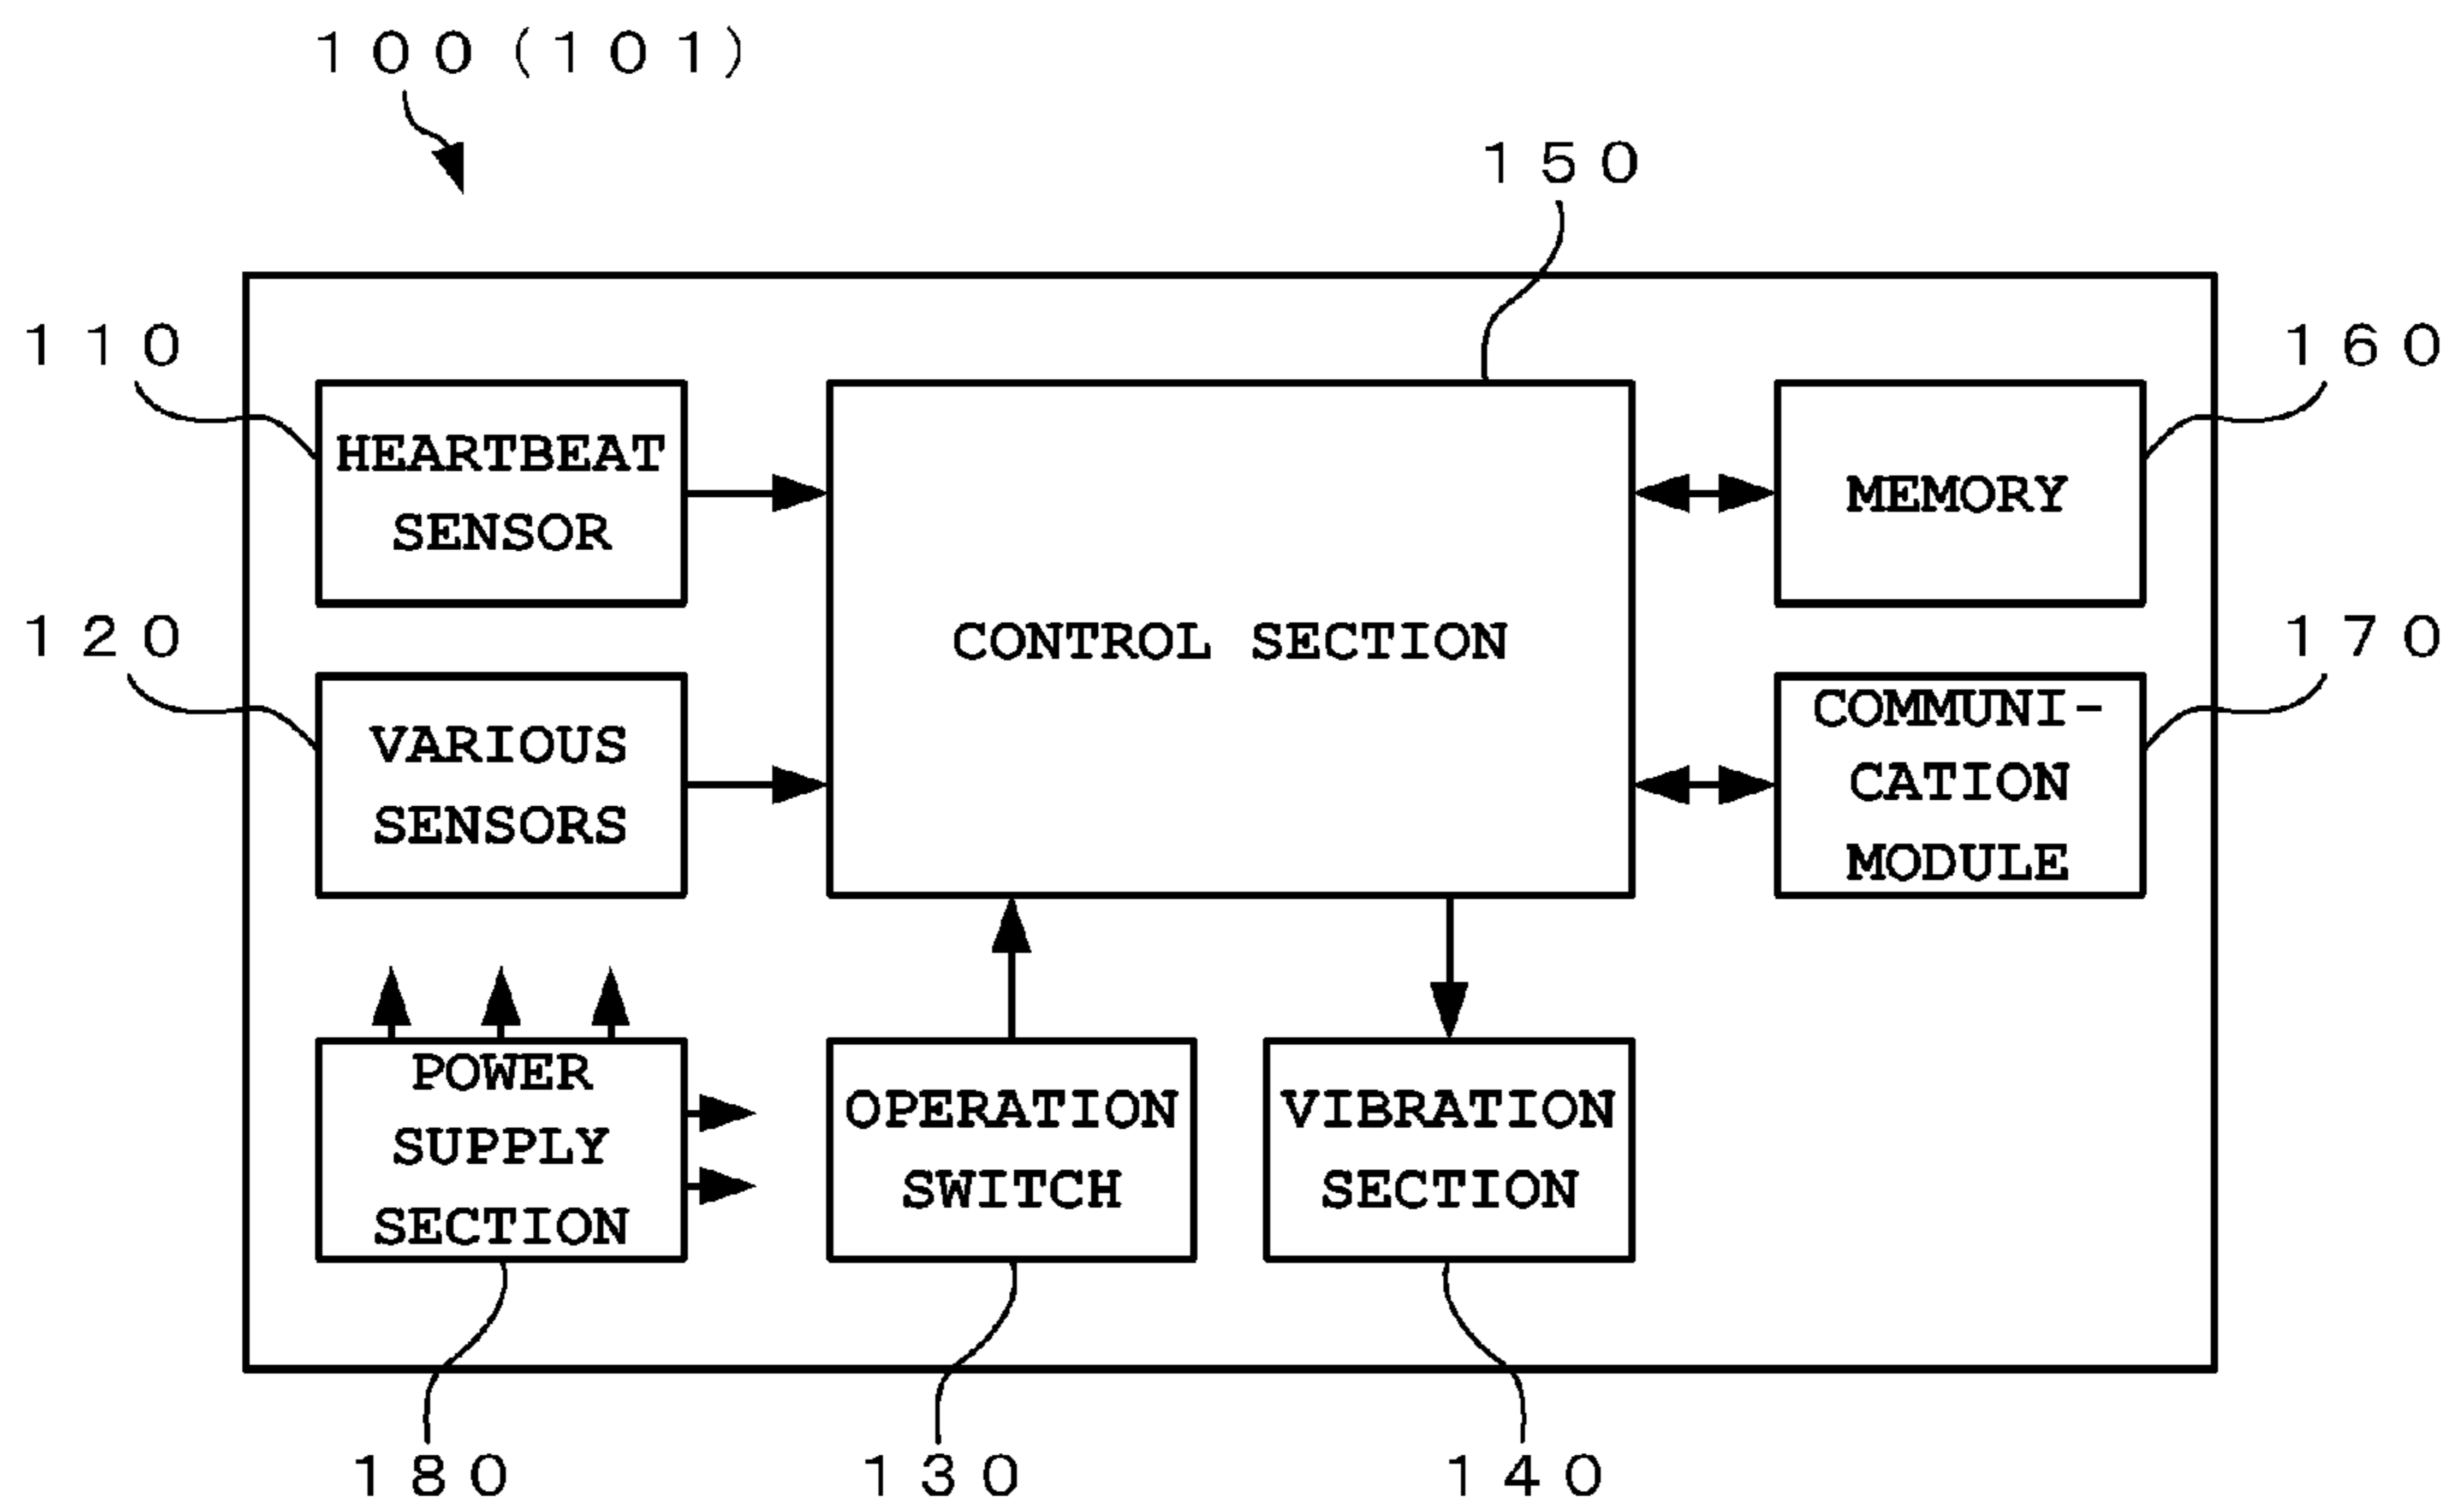 100(101)
150
110
160
HEARTBEAT
SENSOR
MEMORY
CONTROL SECTION
120
170
VARIOUS
SENSORS
COMMUNI-
CATION
MODULE
POWER
SUPPLY
SECTION
OPERATION
SWITCH
VIBRATION
SECTION
180
130
140